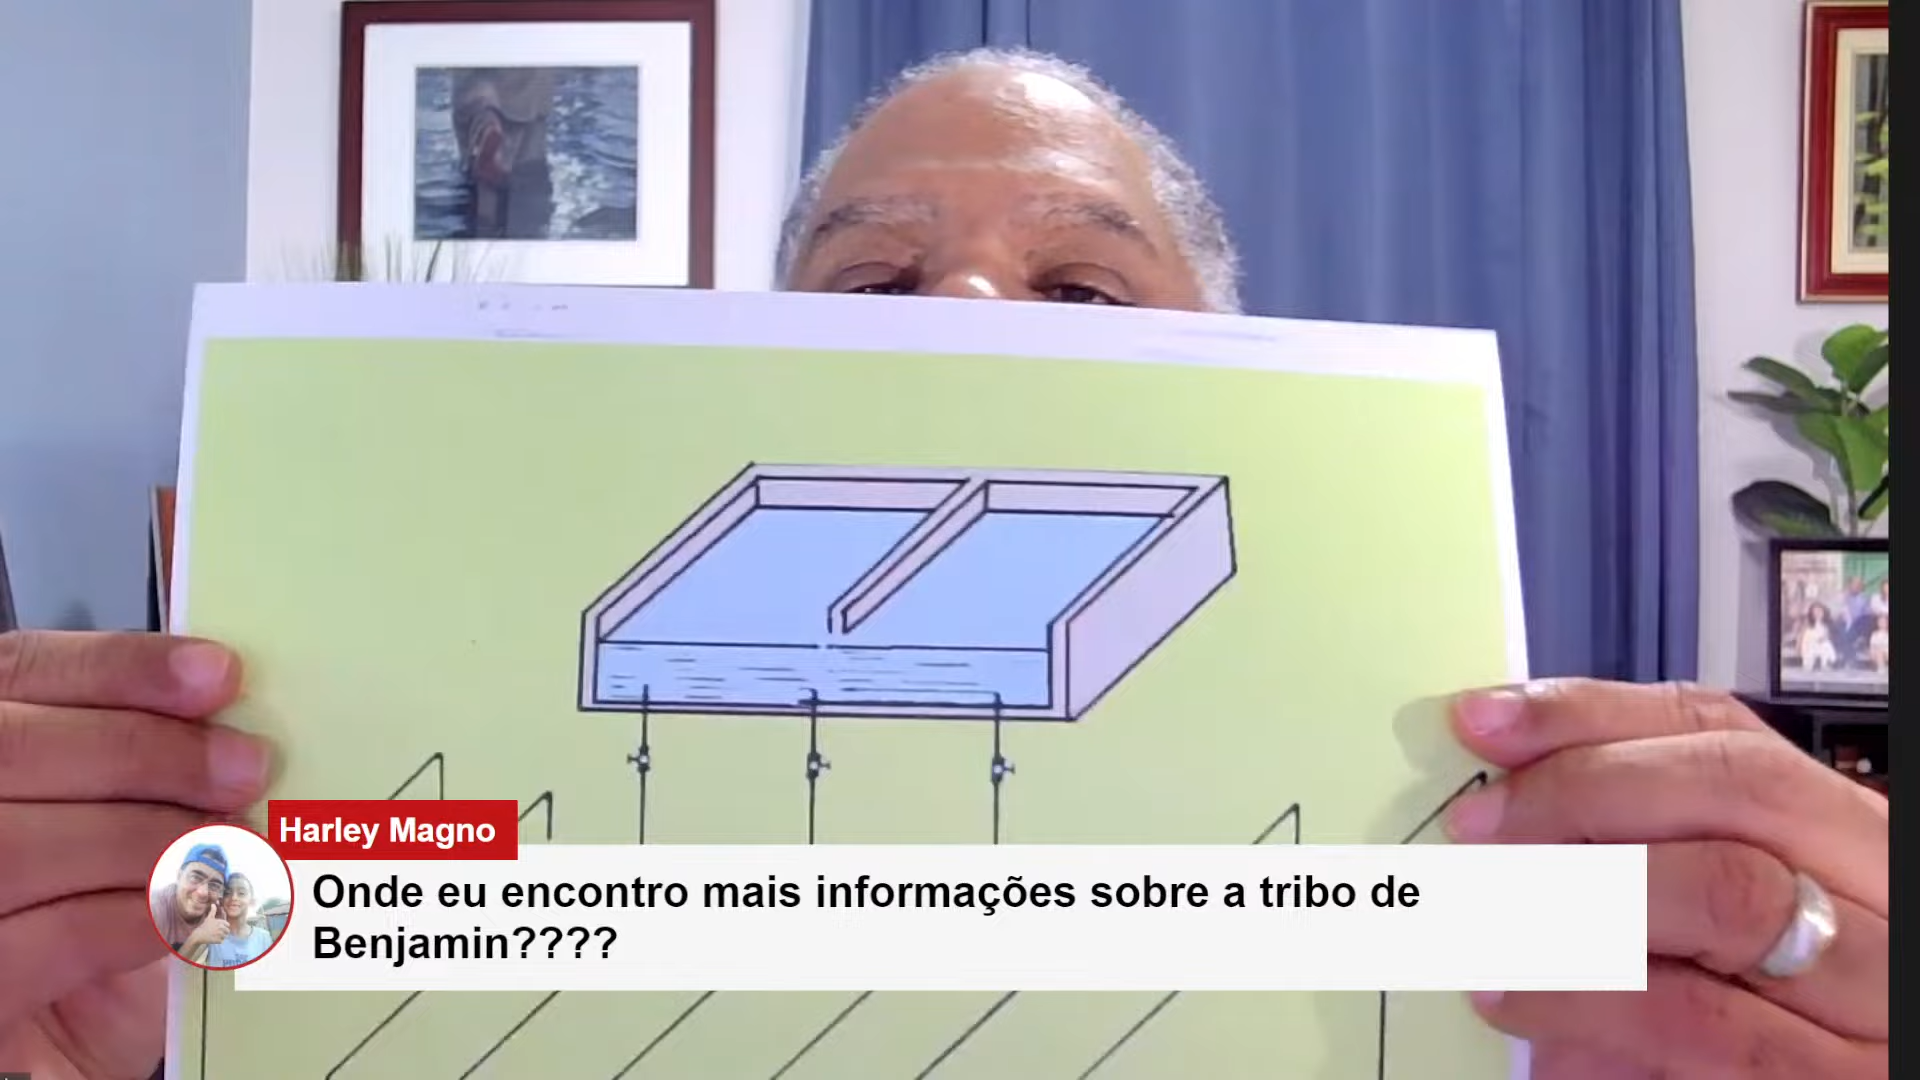 Harley Magno
Onde eu encontro mais informações sobre a tribo de
Benjamin????